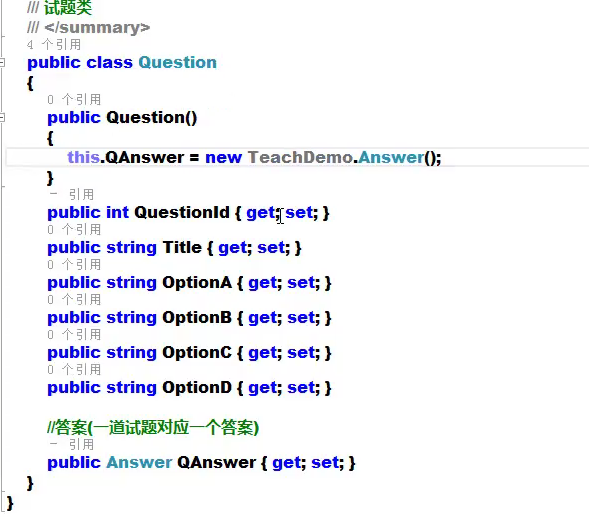 /// 试题类
/// </summary>
4 个引用
public class Question
{
0 个引用
public Question()
{
this.QAnswer = new TeachDemo.Answer();
}
一 引用
public int QuestionId { get; set; }
0 个引用
public string Title { get; set; }
0 个引用
public string OptionA { get; set; }
0 个引用
public string OptionB { get; set; }
0 个引用
public string OptionC { get; set; }
0 个引用
public string OptionD { get; set; }
//答案(一道试题对应一个答案)
一 引用
public Answer QAnswer { get; set; }
}
}